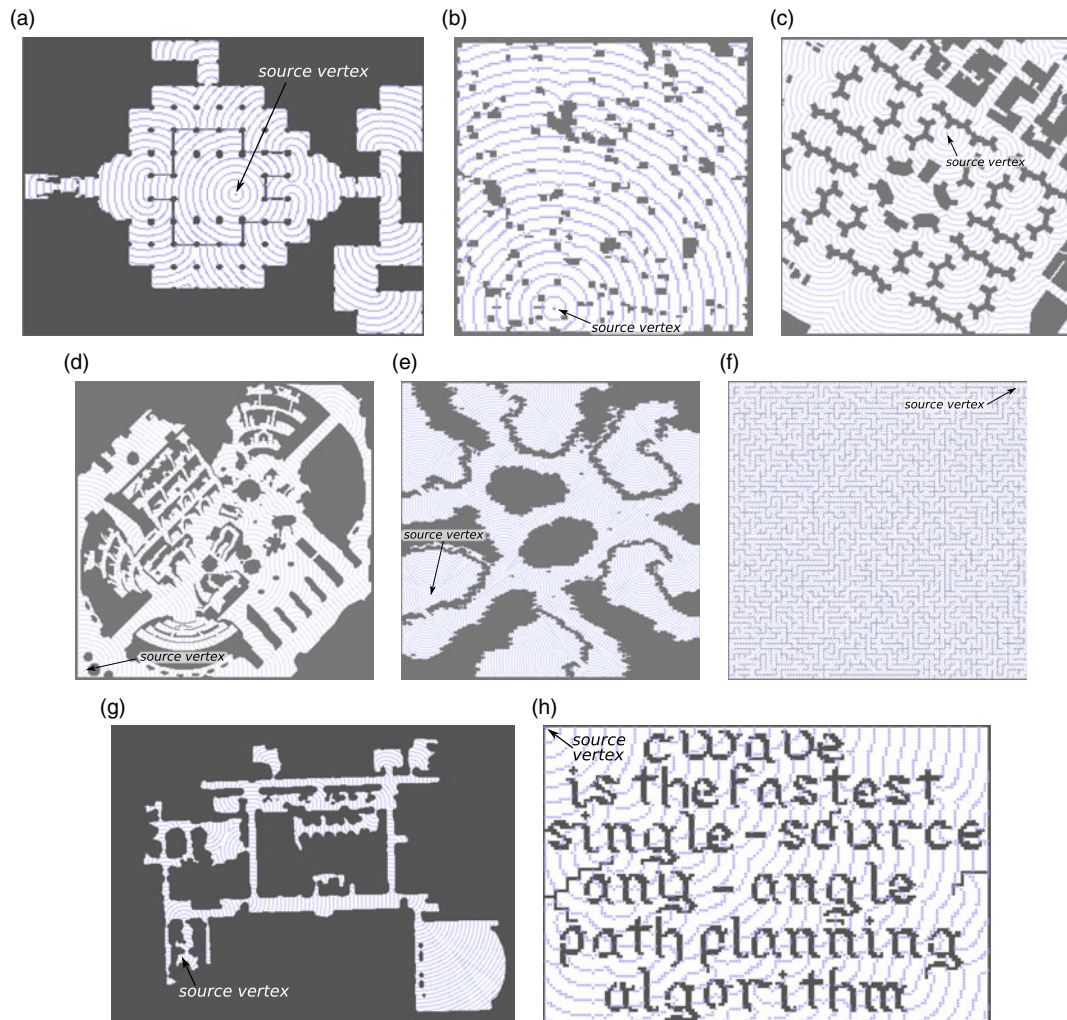 (a)
source vertex
(b)
source vertex
(c)
source vertex
(d)
source vertex
(e)
source vertex
(f)
source vertex
(g)
source vertex
(h)
source
vertex
cwave
is the fastest
single-source
any-angle
path planning
algorithm